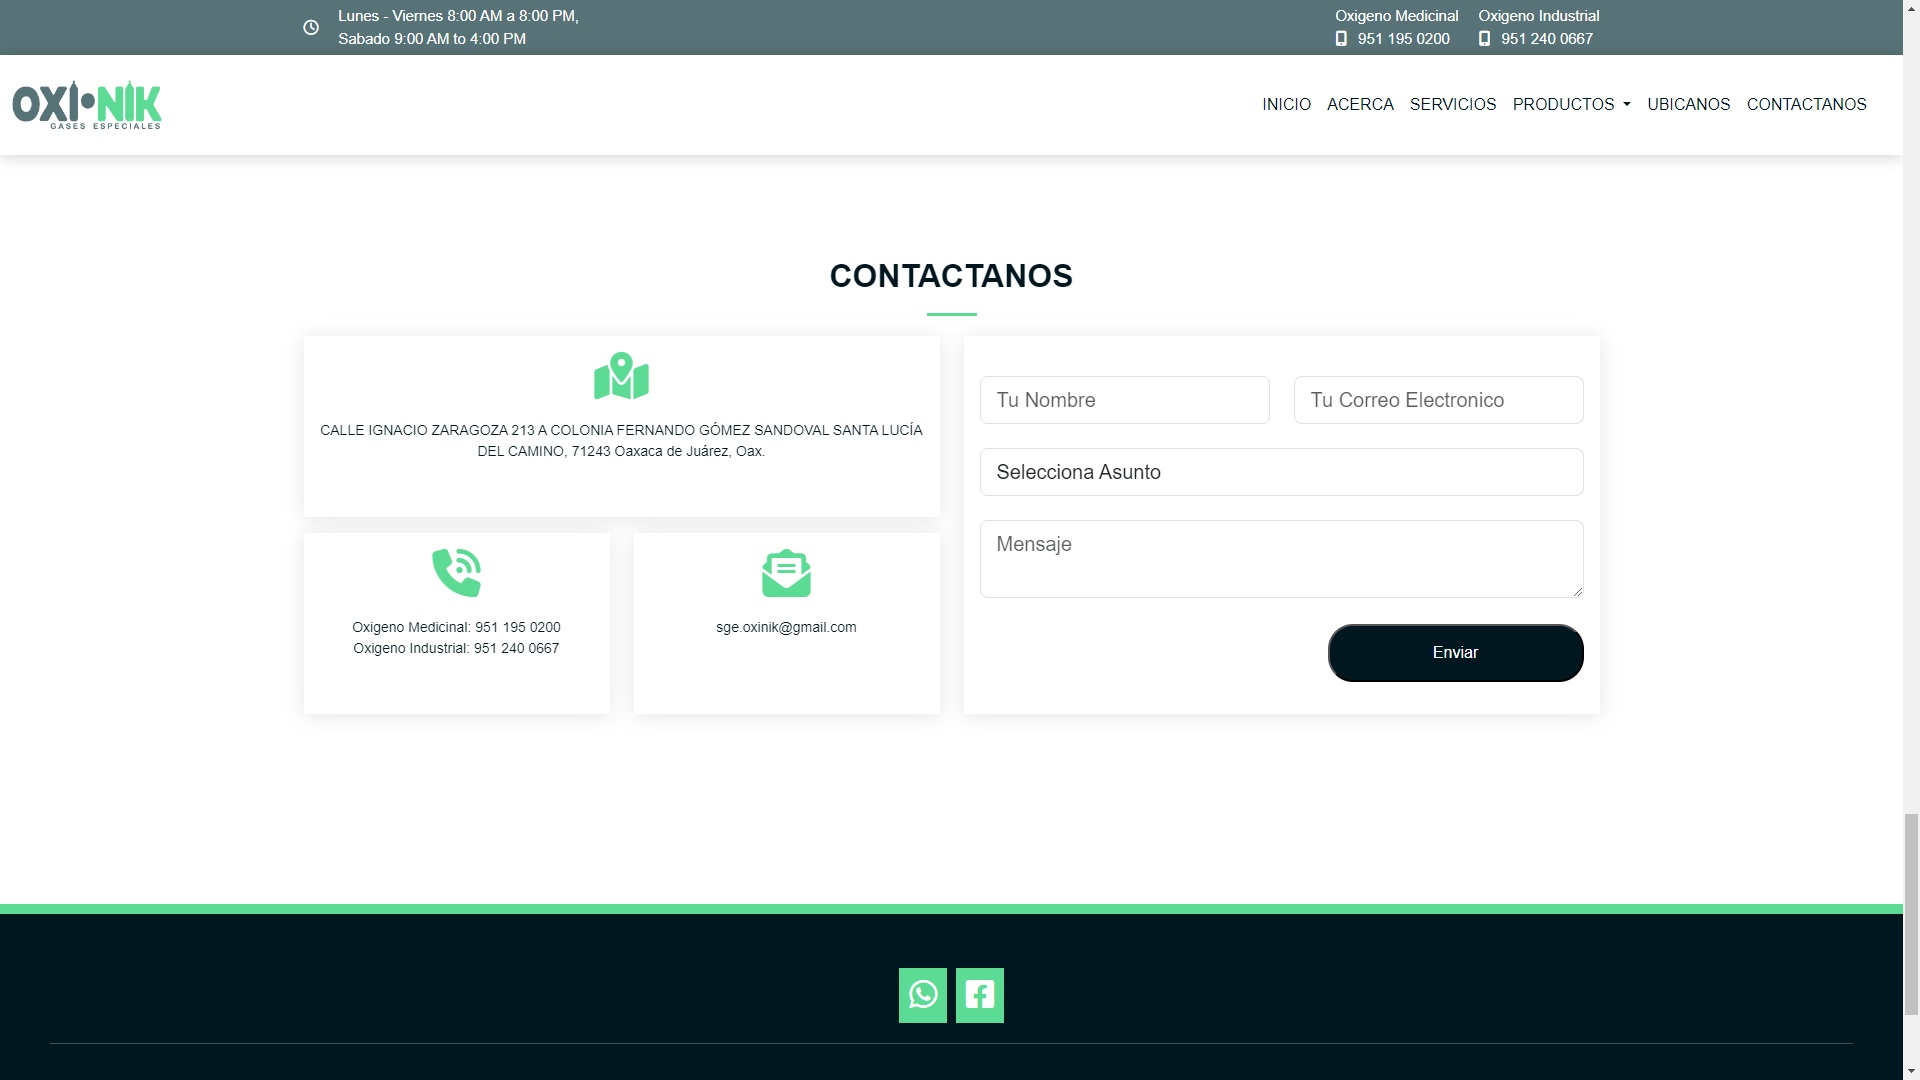 Lunes - Viernes 8:00 AM a 8:00 PM,
Sabado 9:00 AM to 4:00 PM
Oxigeno Medicinal
951 195 0200
Oxigeno Industrial
951 240 0667
OXI•NIK
GASES ESPECIALES
INICIO ACERCA SERVICIOS PRODUCTOS UBICANOS CONTACTANOS
CONTACTANOS
CALLE IGNACIO ZARAGOZA 213 A COLONIA FERNANDO GÓMEZ SANDOVAL SANTA LUCÍA
DEL CAMINO, 71243 Oaxaca de Juárez, Oax.
Oxigeno Medicinal: 951 195 0200
Oxigeno Industrial: 951 240 0667
sge.oxinik@gmail.com
Tu Nombre
Tu Correo Electronico
Selecciona Asunto
Mensaje
Enviar